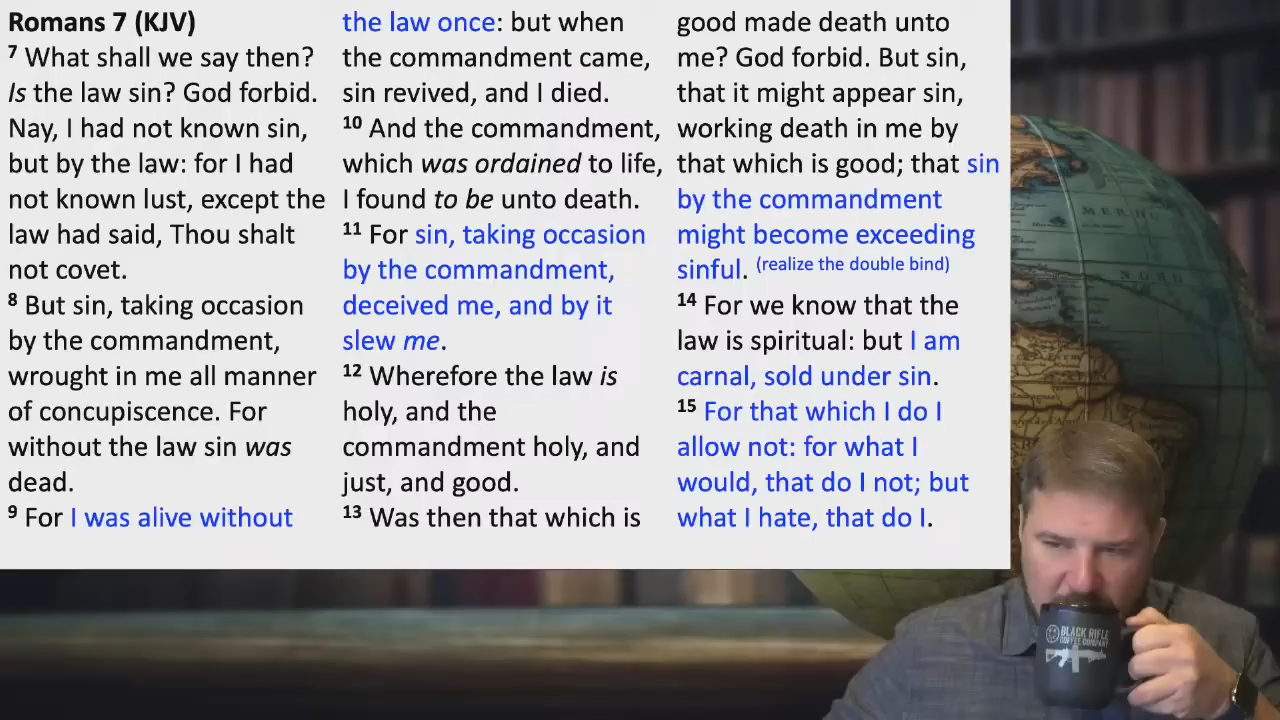 Romans 7 (KJV)
7 What shall we say then?
Is the law sin? God forbid.
Nay, I had not known sin,
but by the law: for I had
not known lust, except the
law had said, Thou shalt
not covet.
8 But sin, taking occasion
by the commandment,
wrought in me all manner
of concupiscence. For
without the law sin was
dead.
9 For I was alive without
the law once: but when
the commandment came,
sin revived, and I died.
10 And the commandment,
which was ordained to life,
I found to be unto death.
11 For sin, taking occasion
by the commandment,
deceived me, and by it
slew me.
12 Wherefore the law is
holy, and the
commandment holy, and
just, and good.
13 Was then that which is
good made death unto
me? God forbid. But sin,
that it might appear sin,
working death in me by
that which is good; that sin
by the commandment
might become exceeding
sinful. (realize the double bind)
14 For we know that the
law is spiritual: but I am
carnal, sold under sin.
15 For that which I do I
allow not: for what I
would, that do I not; but
what I hate, that do I.
BLACK RIFLE
COFFEE COMPANY